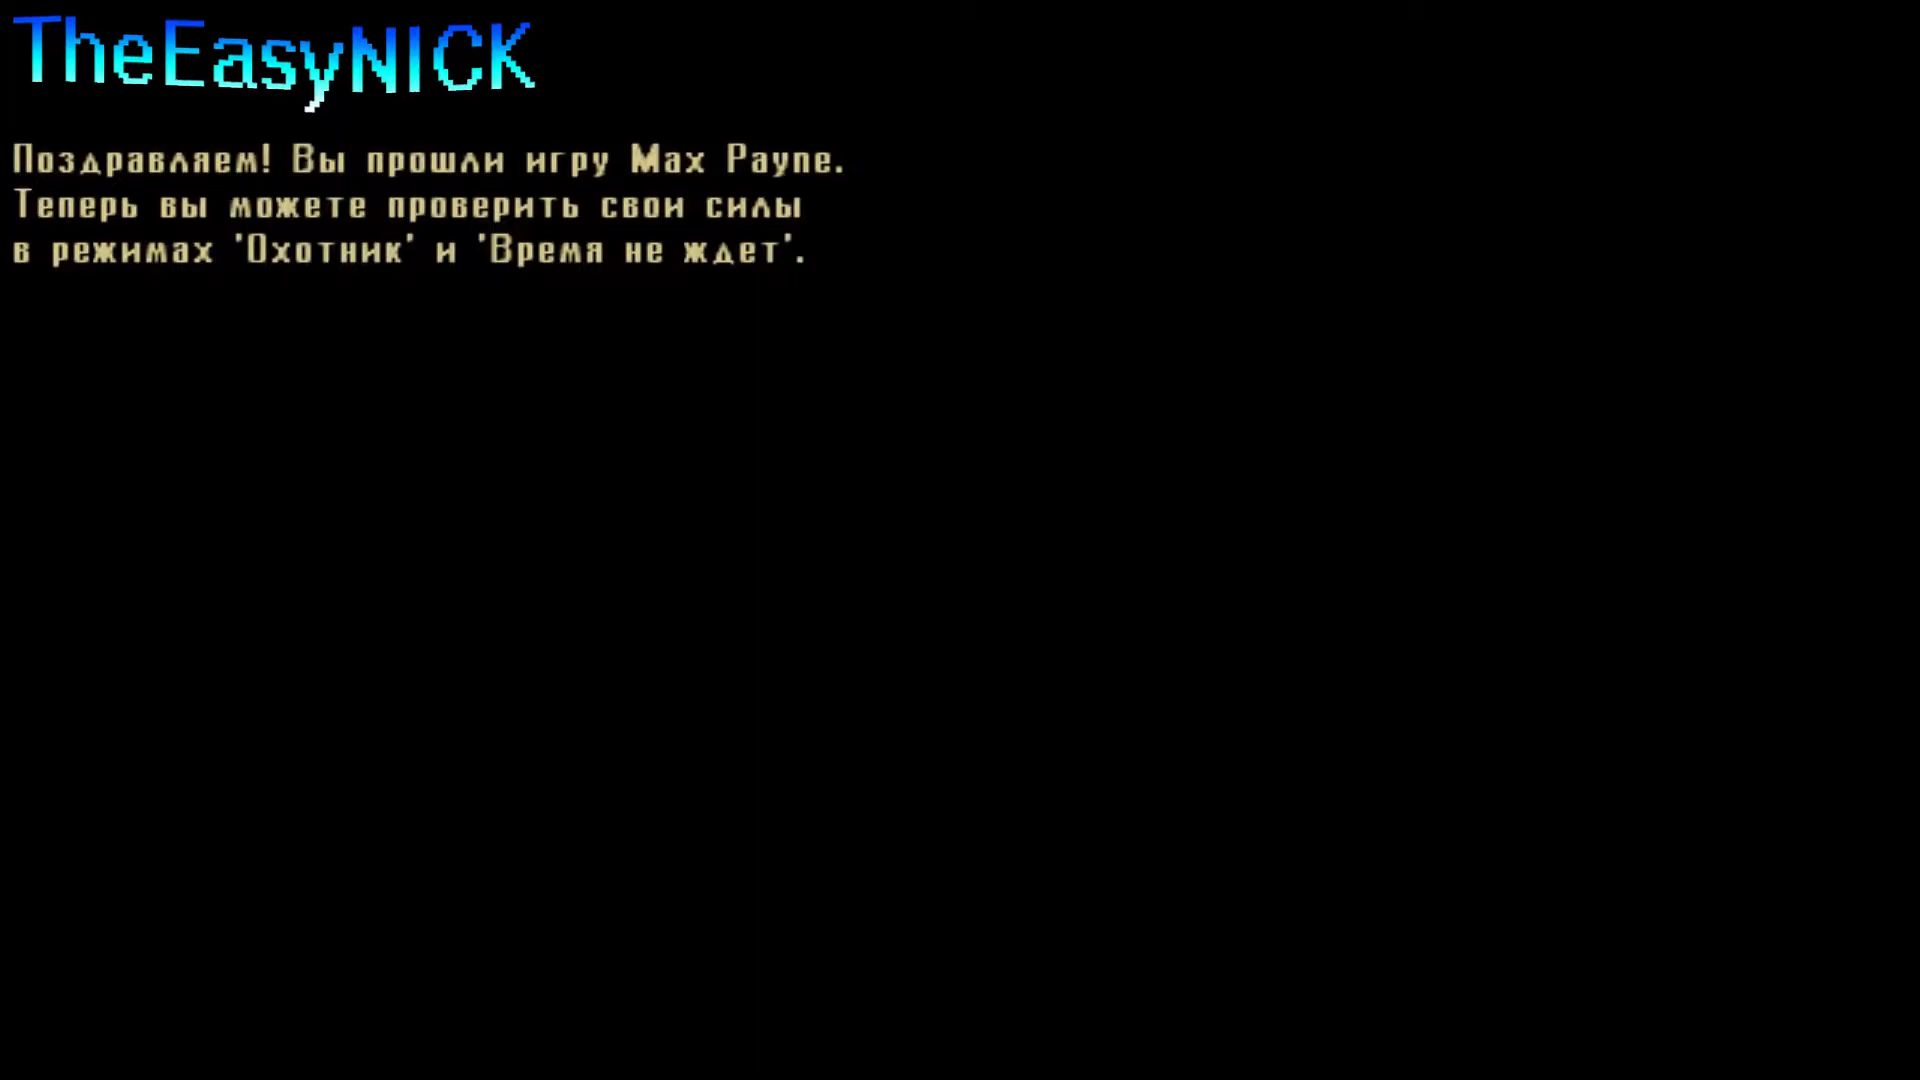 TheEasyNICK
Поздравляем! Вы прошли игру Max Payne.
Теперь вы можете проверить свои силы
в режимах 'Охотник' и 'Время не ждет'.